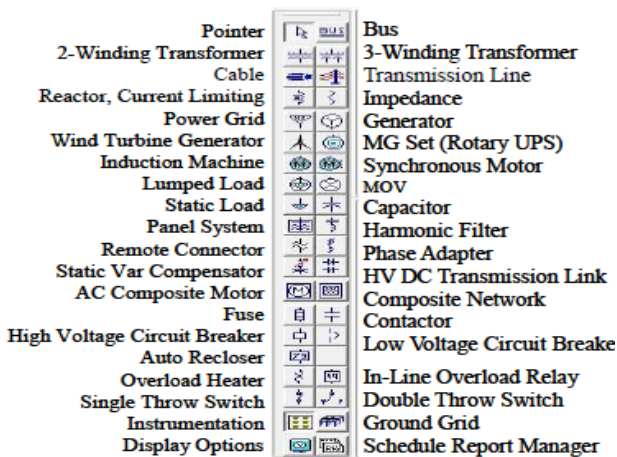 Pointer Bus
2-Winding Transformer 3-Winding Transformer
Cable Transmission Line
Reactor, Current Limiting Impedance
Power Grid Generator
Wind Turbine Generator MG Set (Rotary UPS)
Induction Machine Synchronous Motor
Lumped Load MOV
Static Load Capacitor
Panel System Harmonic Filter
Remote Connector Phase Adapter
Static Var Compensator HV DC Transmission Link
AC Composite Motor Composite Network
Fuse Contactor
High Voltage Circuit Breaker Low Voltage Circuit Breake
Auto Recloser
Overload Heater In-Line Overload Relay
Single Throw Switch Double Throw Switch
Instrumentation Ground Grid
Display Options Schedule Report Manager